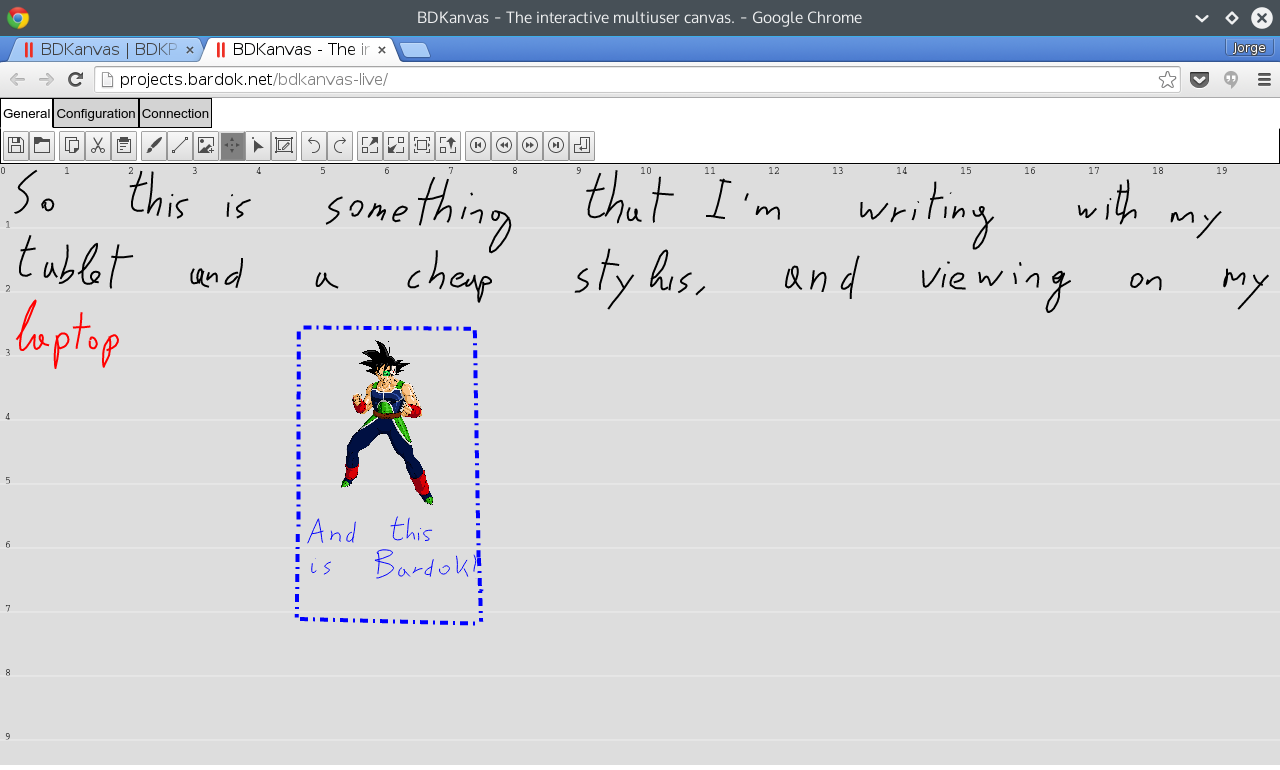 BDKanvas - The interactive multiuser canvas. - Google Chrome
BDKanvas | BDKP
BDKanvas - The in
Jorge
projects.bardok.net/bdkanvas-live/
General Configuration Connection
0 1 2 3 4 5 6 7 8 9 10 11 12 13 14 15 16 17 18 19
So this is something that I'm writing with my
1
tablet and a cheap stylus, and viewing on my
2
laptop
3
4
5
And this
6
is Bardok!
7
8
9